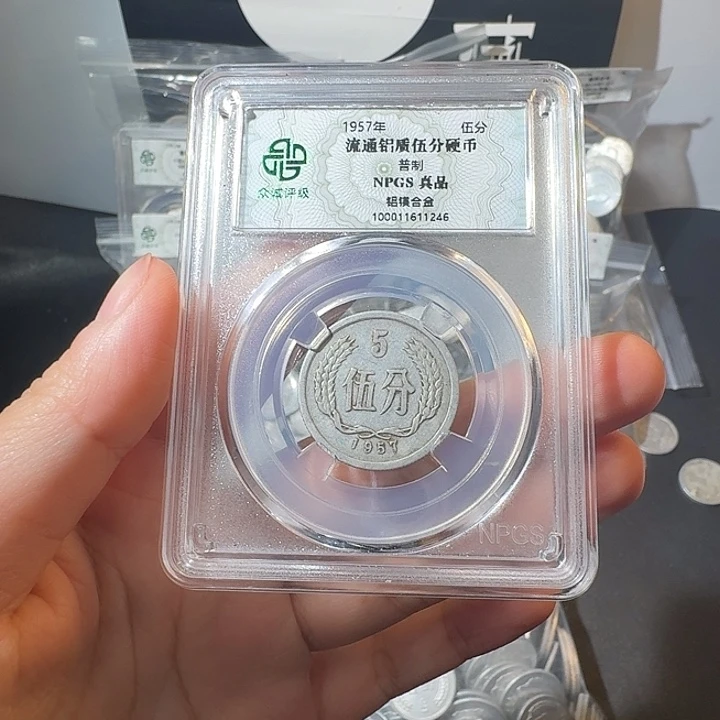 1957年 伍分
流通铝质伍分硬币
普制
NPGS 真品
铝镁合金
100011611246
众诚评级
5
伍分
1957
NPGS